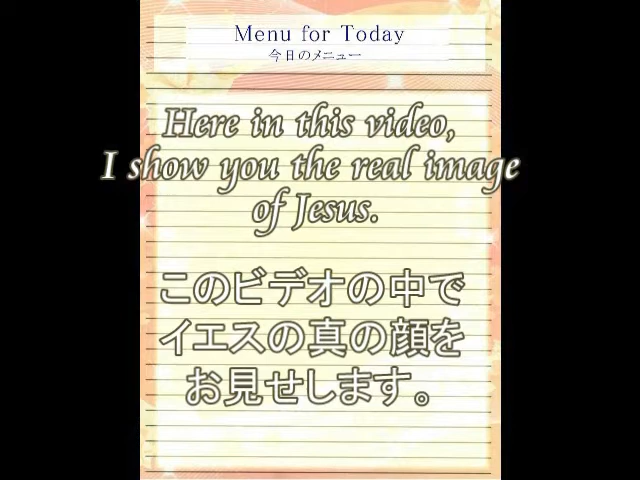 Menu for Today
今日のメニュー
Here in this video,
I show you the real image
of Jesus.
このビデオの中で
イエスの真の顔を
お見せします。